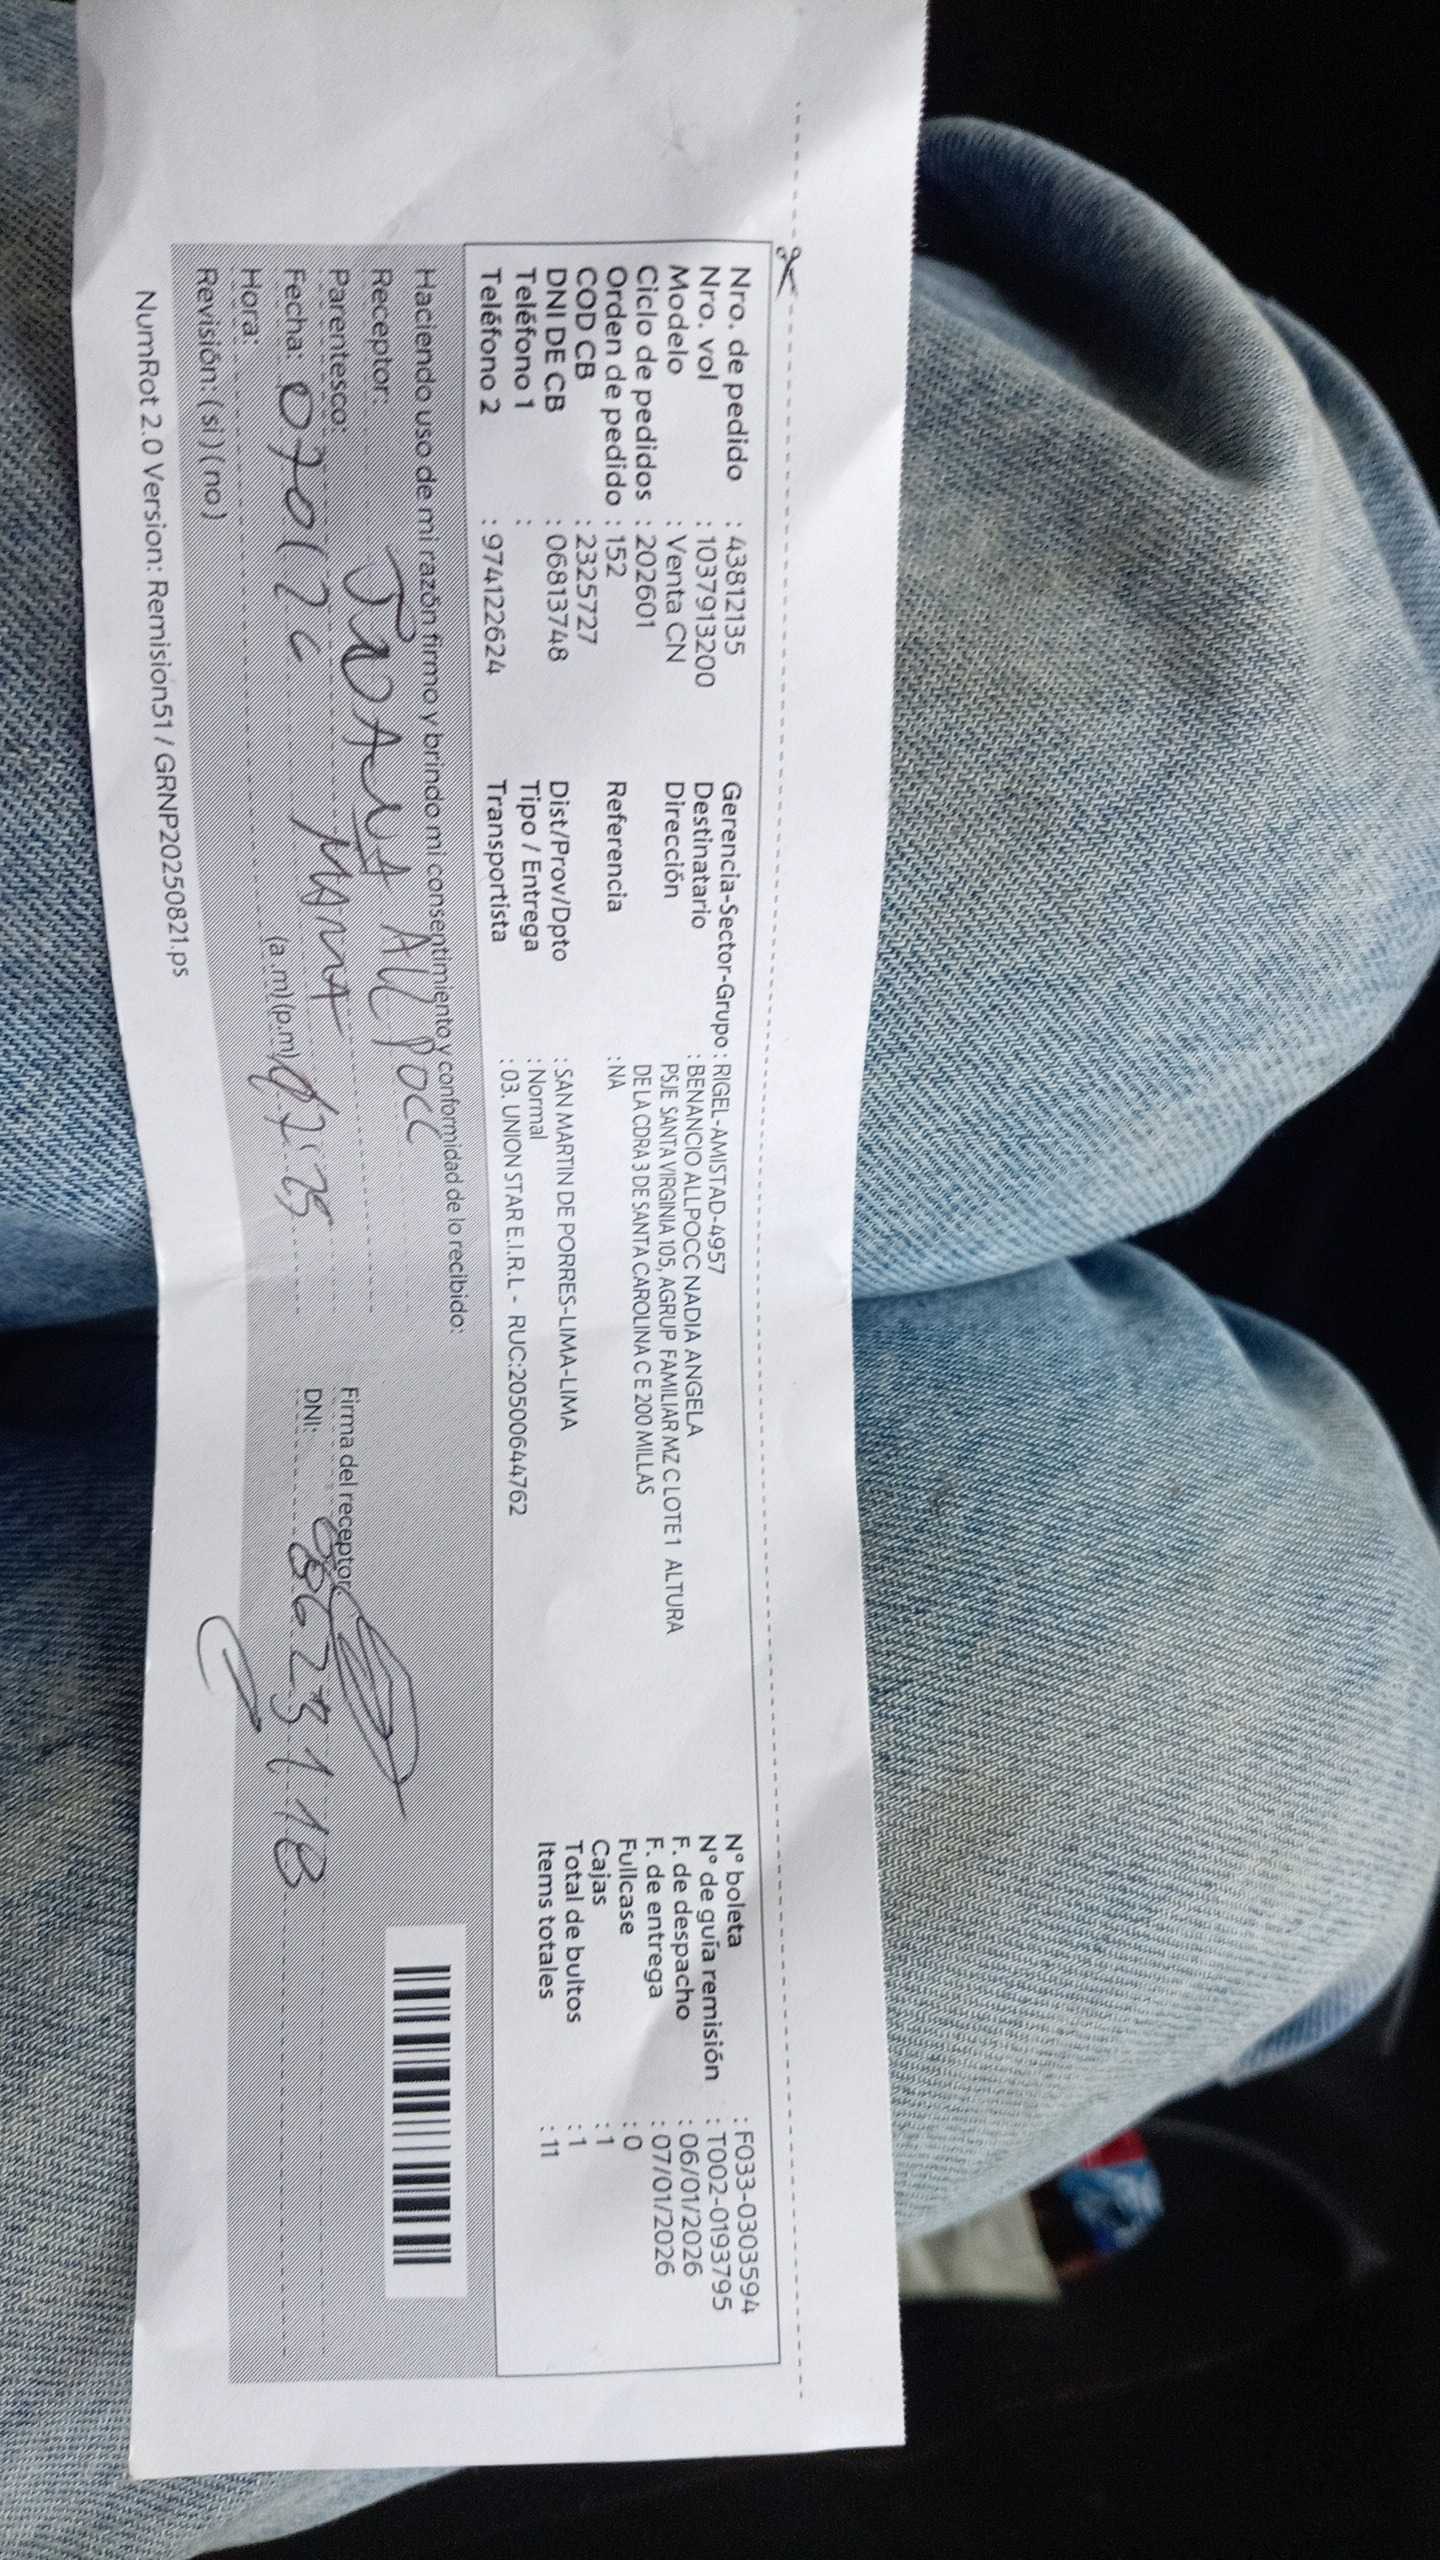 Nro. de pedido : 43812135
Nro. vol : 1037913200
Modelo : Venta CN
Ciclo de pedidos : 202601
Orden de pedido : 152
COD CB : 2325727
DNI DE CB : 06813748
Teléfono 1 :
Teléfono 2 : 974122624
Gerencia-Sector-Grupo : RIGEL-AMISTAD-4957
Destinatario : BENANCIO ALLPOCC NADIA ANGELA
Dirección PSJE SANTA VIRGINIA 105, AGRUP FAMILIAR MZ C LOTE 1 ALTURA
DE LA CDRA 3 DE SANTA CAROLINA C E 200 MILLAS
Referencia : NA
Dist/Prov/Dpto : SAN MARTIN DE PORRES-LIMA-LIMA
Tipo / Entrega : Normal
Transportista : 03. UNION STAR E.I.R.L - RUC:20500644762
N° boleta : F033-0303594
N° de guía remisión : T002-0193795
F. de despacho : 06/01/2026
F. de entrega : 07/01/2026
Fullcase : 0
Cajas : 1
Total de bultos : 1
Items totales : 11
Haciendo uso de mi razón firmo y brindo mi consentimiento y conformidad de lo recibido:
Receptor:
Parentesco: MAMA
Fecha: 070126
Hora: (a .m) (p.m)
Revisión: ( si ) ( no )
Firma del receptor
DNI:
NumRot 2.0 Version: Remisión51 / GRNP20250821.ps